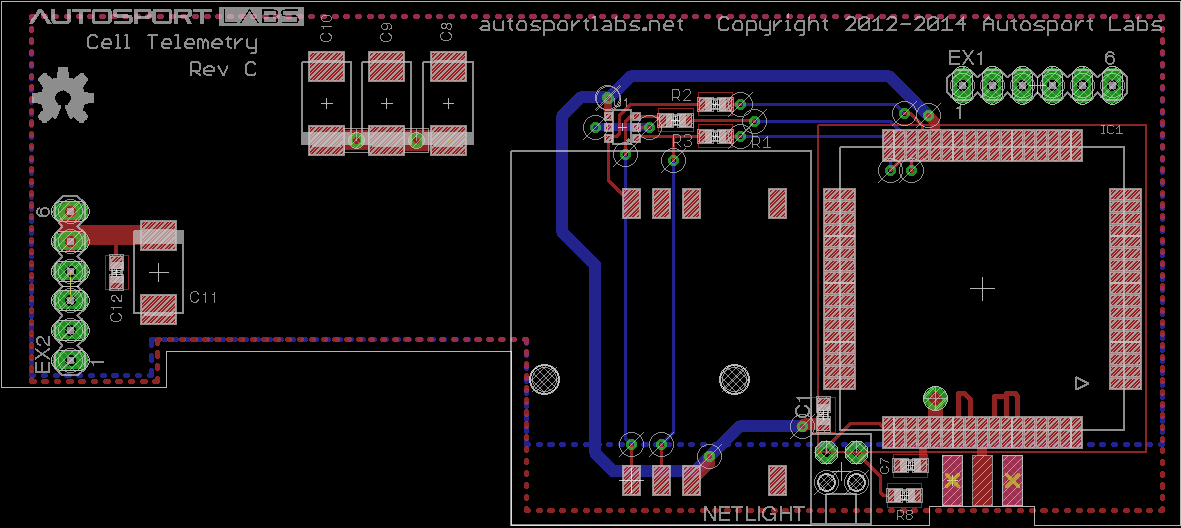 AUTOSPORT LABS
autosportlabs.net Copyright 2012-2014 Autosport Labs
Cell Telemetry
Rev C
C10
C9
C8
EX1
6
1
R2
U1
R3
R1
IC1
6
C12
C11
EX2
1
C1
C7
R8
NETLIGHT